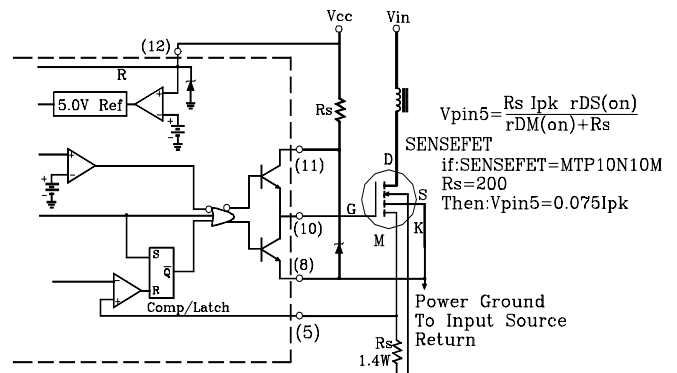 Vcc
Vin
(12)
R
5.0V Ref
+
-
+
-
Rs
Vpin5=Rs Ipk rDS(on)/rDM(on)+Rs
SENSEFET
if:SENSEFET=MTP10N10M
Rs=200
Then:Vpin5=0.075Ipk
D
S
G
K
M
(11)
+
-
+
-
(10)
S
Q̅
R
-
+
Comp/Latch
(8)
(5)
Power Ground
To Input Source
Return
Rs
1.4W